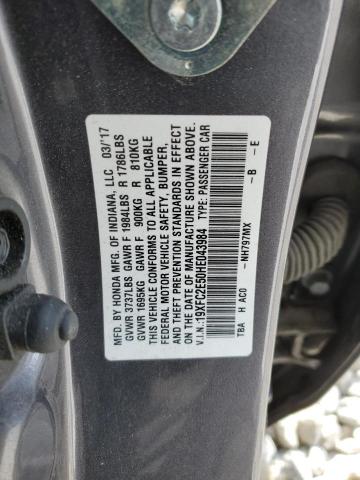 MFD. BY HONDA MFG. OF INDIANA, LLC 03/'17
GVWR 3737LBS GAWR F 1984LBS R 1786LBS
GVWR 1695KG GAWR F 900KG R 810KG
THIS VEHICLE CONFORMS TO ALL APPLICABLE
FEDERAL MOTOR VEHICLE SAFETY, BUMPER,
AND THEFT PREVENTION STANDARDS IN EFFECT
ON THE DATE OF MANUFACTURE SHOWN ABOVE.
V.I.N.:19XFC2E50HE043984 TYPE: PASSENGER CAR
NH797MX B E
TBA H AC0